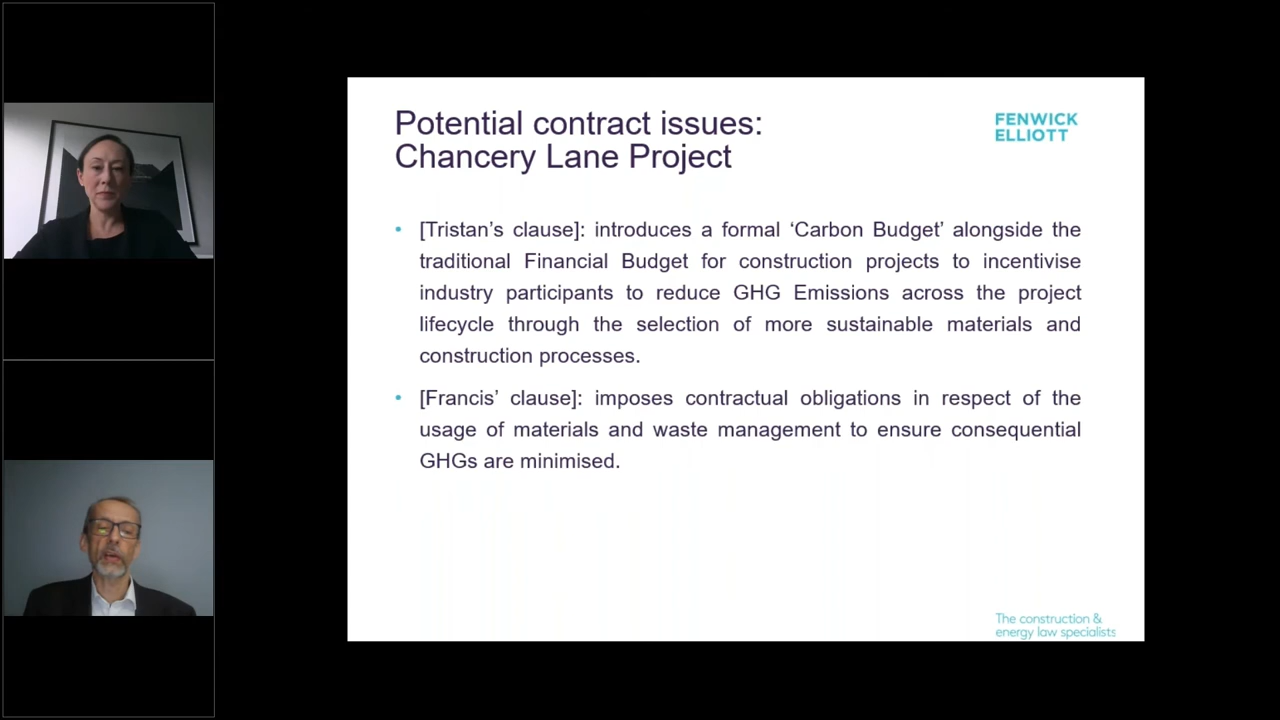 Potential contract issues:
Chancery Lane Project
FENWICK
ELLIOTT
• [Tristan’s clause]: introduces a formal ‘Carbon Budget’ alongside the
traditional Financial Budget for construction projects to incentivise
industry participants to reduce GHG Emissions across the project
lifecycle through the selection of more sustainable materials and
construction processes.
• [Francis’ clause]: imposes contractual obligations in respect of the
usage of materials and waste management to ensure consequential
GHGs are minimised.
The construction &
energy law specialists